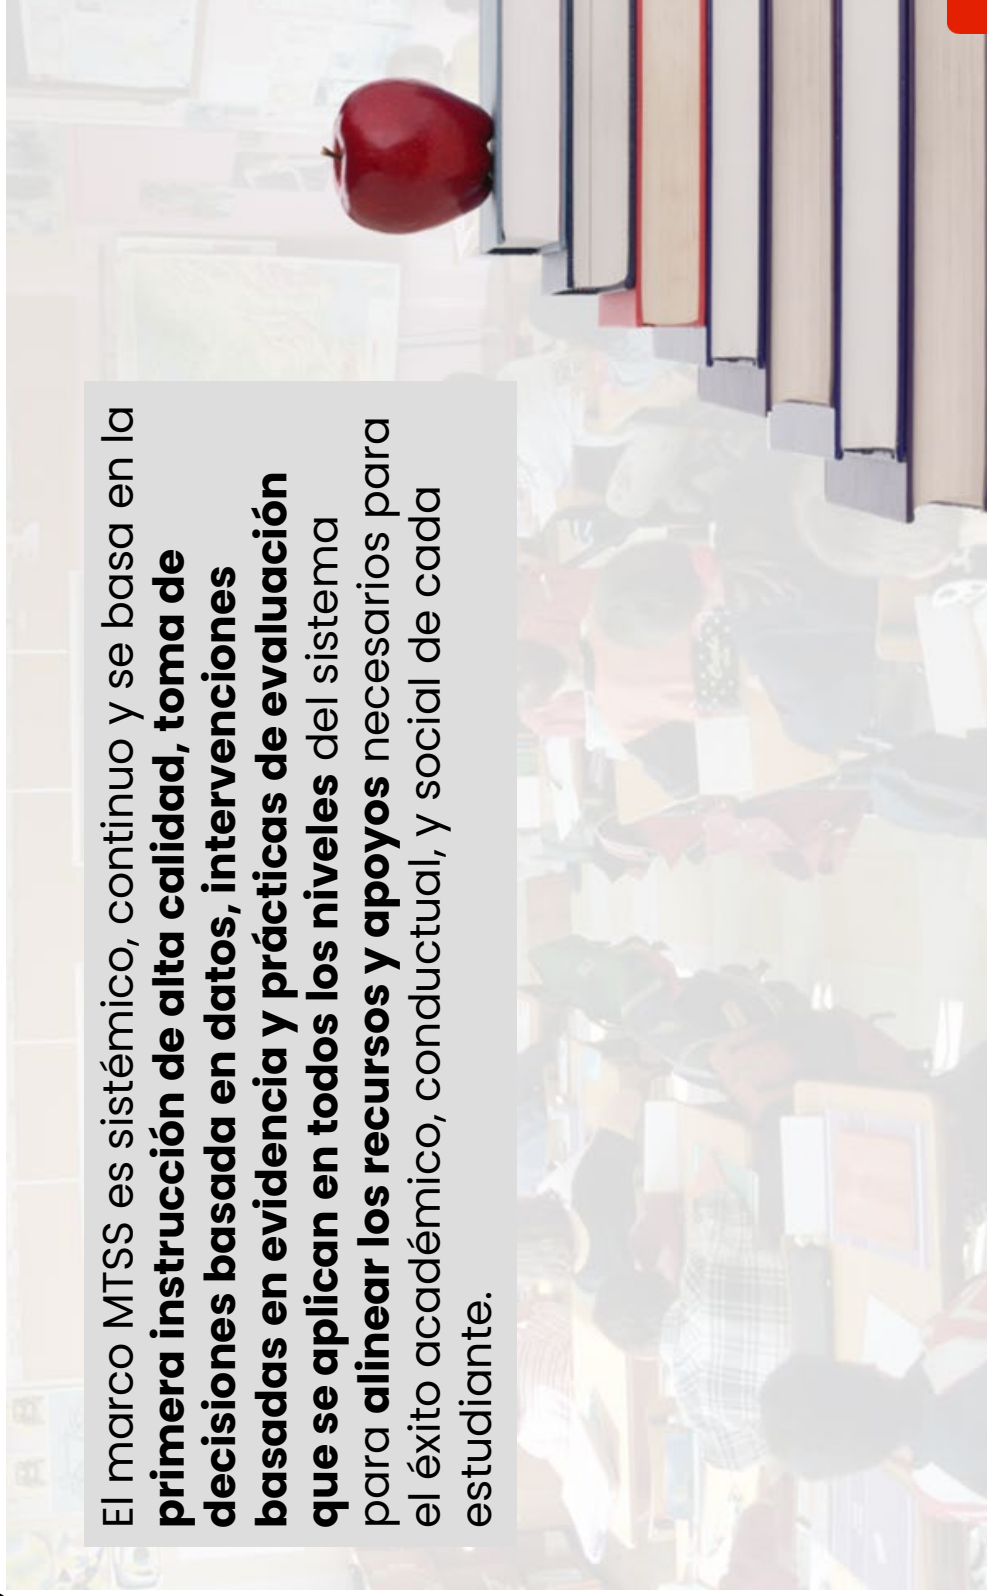 El marco MTSS es sistémico, continuo y se basa en la
primera instrucción de alta calidad, toma de
decisiones basada en datos, intervenciones
basadas en evidencia y prácticas de evaluación
que se aplican en todos los niveles del sistema
para alinear los recursos y apoyos necesarios para
el éxito académico, conductual, y social de cada
estudiante.